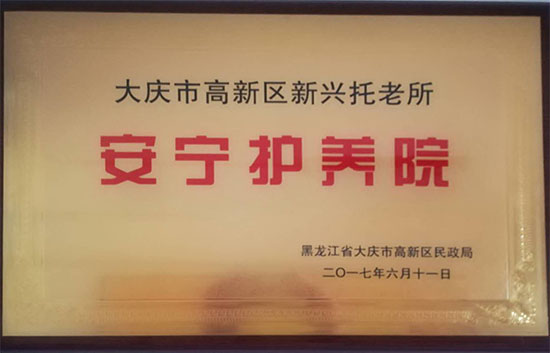 大庆市高新区新兴托老所
安宁护养院
黑龙江省大庆市高新区民政局
二〇一七年六月十一日